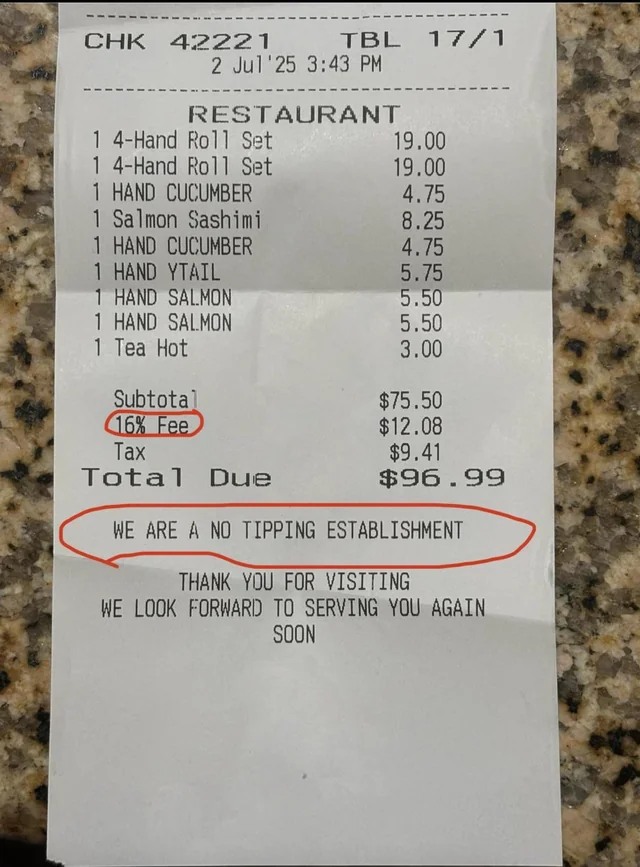 CHK 42221 TBL 17/1
2 Jul'25 3:43 PM
RESTAURANT
1 4-Hand Roll Set 19.00
1 4-Hand Roll Set 19.00
1 HAND CUCUMBER 4.75
1 Salmon Sashimi 8.25
1 HAND CUCUMBER 4.75
1 HAND YTAIL 5.75
1 HAND SALMON 5.50
1 HAND SALMON 5.50
1 Tea Hot 3.00
Subtotal $75.50
16% Fee $12.08
Tax $9.41
Total Due $96.99
WE ARE A NO TIPPING ESTABLISHMENT
THANK YOU FOR VISITING
WE LOOK FORWARD TO SERVING YOU AGAIN
SOON